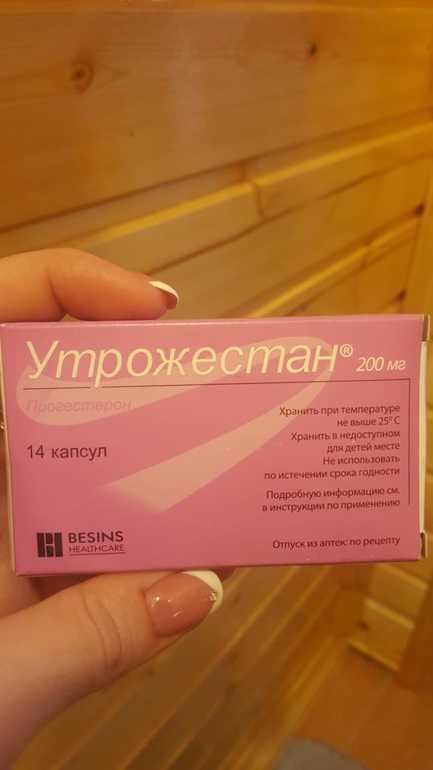 Утрожестан® 200 мг
Прогестерон
14 капсул
Хранить при температуре
не выше 25° С
Хранить в недоступном
для детей месте
Не использовать
по истечении срока годности
Подробную информацию см.
в инструкции по применению
BESINS
HEALTHCARE
Отпуск из аптек: по рецепту